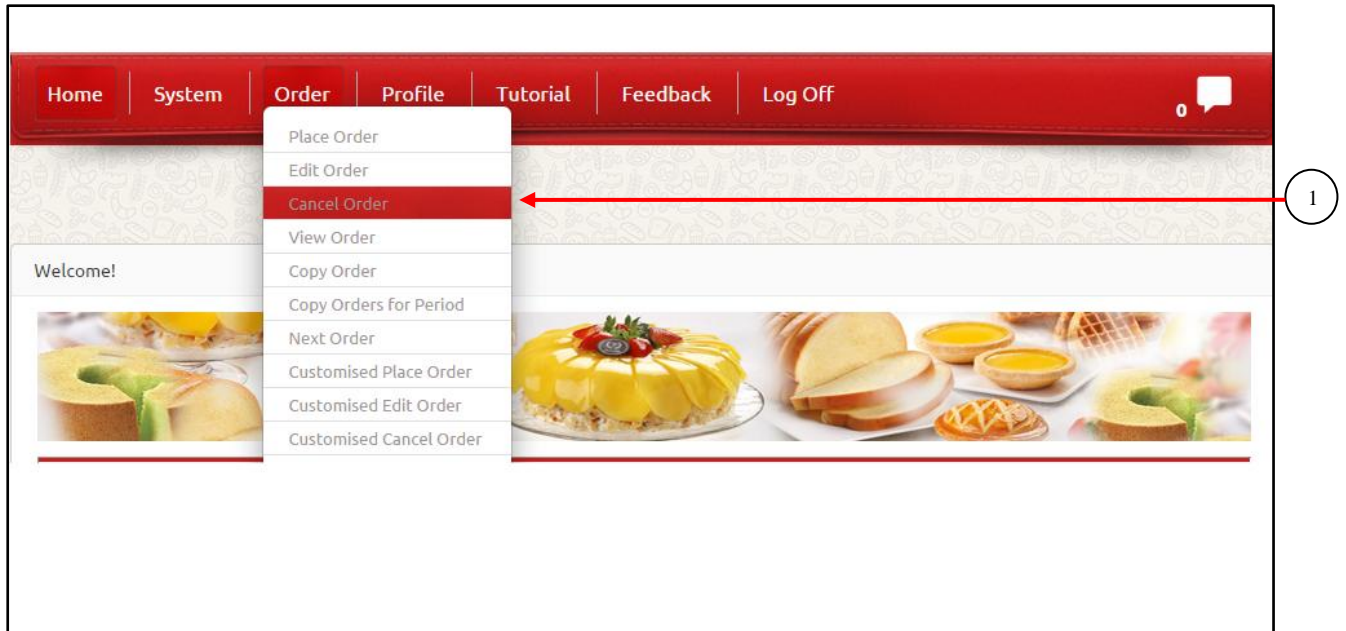 Home System Order Profile Tutorial Feedback Log Off 0
Place Order
Edit Order
Cancel Order
1
View Order
Welcome!
Copy Order
Copy Orders for Period
Next Order
Customised Place Order
Customised Edit Order
Customised Cancel Order